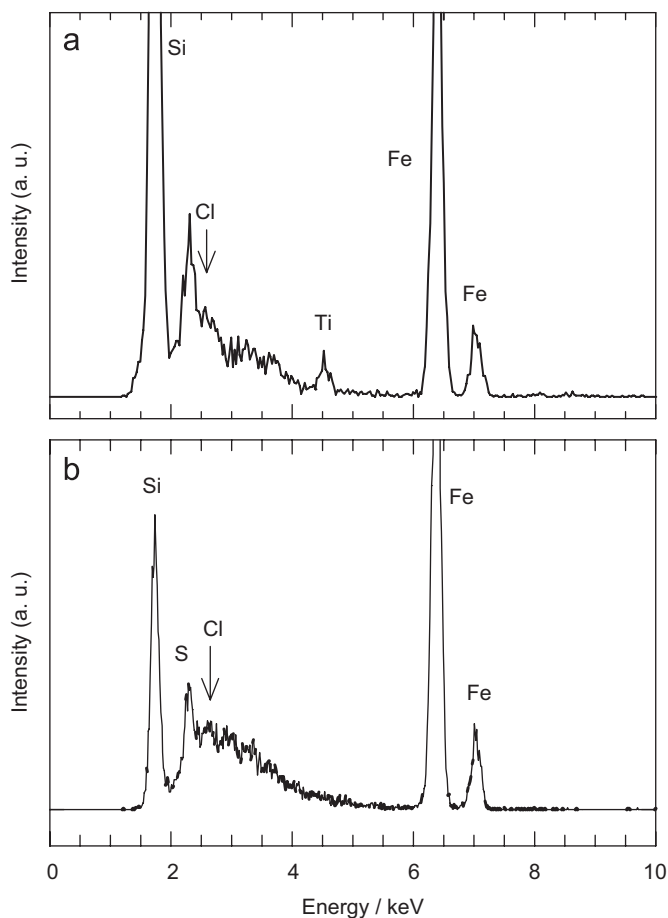 a
Si
Cl
Fe
Fe
Ti
Intensity (a. u.)
b
Si
Fe
Cl
S
Fe
Intensity (a. u.)
0 2 4 6 8 10
Energy / keV